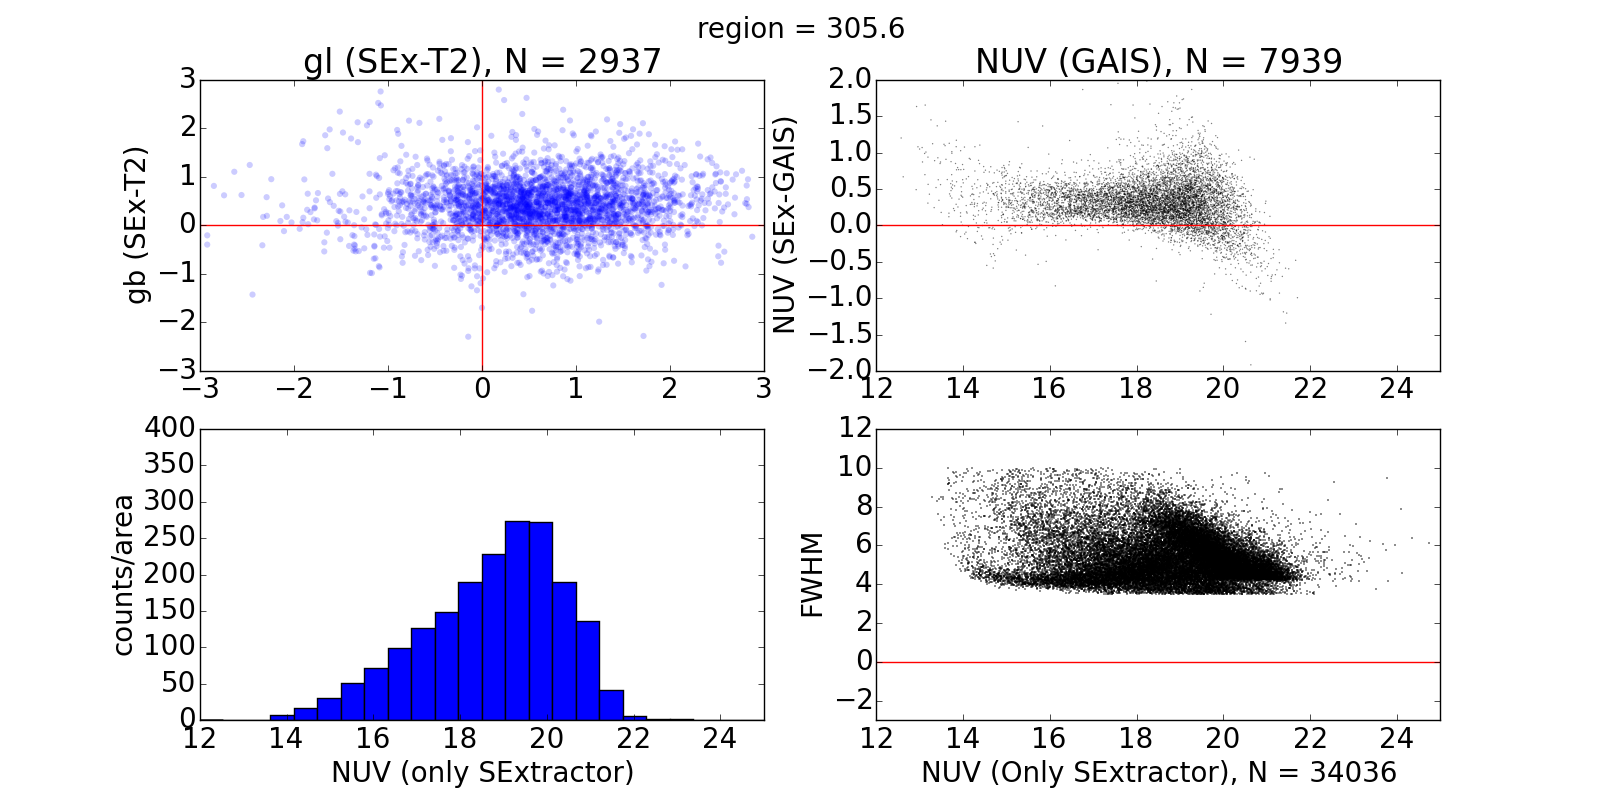 region = 305.6
gl (SEx-T2), N = 2937
gb (SEx-T2)
3
2
1
0
−1
−2
−3
−3 −2 −1 0 1 2 3
NUV (GAIS), N = 7939
NUV (SEx-GAIS)
2.0
1.5
1.0
0.5
0.0
−0.5
−1.0
−1.5
−2.0
12 14 16 18 20 22 24
counts/area
400
350
300
250
200
150
100
50
0
12 14 16 18 20 22 24
NUV (only SExtractor)
FWHM
12
10
8
6
4
2
0
−2
12 14 16 18 20 22 24
NUV (Only SExtractor), N = 34036